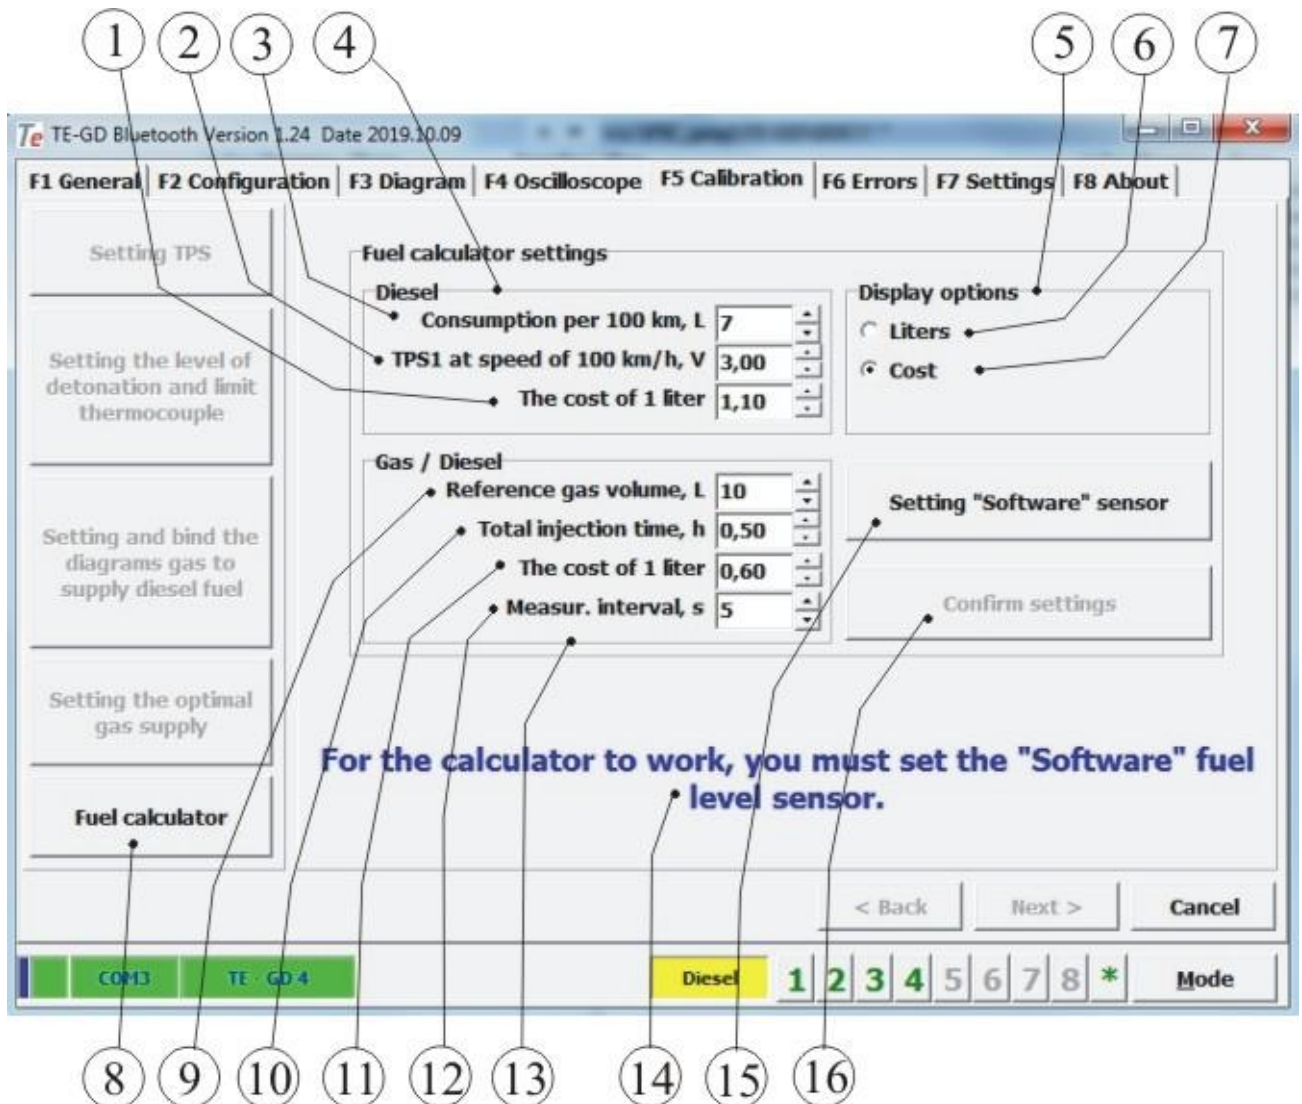 1 2 3 4 5 6 7
Te TE-GD Bluetooth Version 1.24 Date 2019.10.09
F1 General F2 Configuration F3 Diagram F4 Oscilloscope F5 Calibration F6 Errors F7 Settings F8 About
Setting TPS
Setting the level of
detonation and limit
thermocouple
Setting and bind the
diagrams gas to
supply diesel fuel
Setting the optimal
gas supply
Fuel calculator
Fuel calculator settings
Diesel
Consumption per 100 km, L 7
TPS1 at speed of 100 km/h, V 3,00
The cost of 1 liter 1,10
Display options
Liters
Cost
Gas / Diesel
Reference gas volume, L 10
Total injection time, h 0,50
The cost of 1 liter 0,60
Measur. interval, s 5
Setting "Software" sensor
Confirm settings
For the calculator to work, you must set the "Software" fuel
level sensor.
< Back Next > Cancel
COM3 TE - GD 4 Diesel 1 2 3 4 5 6 7 8 * Mode
8 9 10 11 12 13 14 15 16